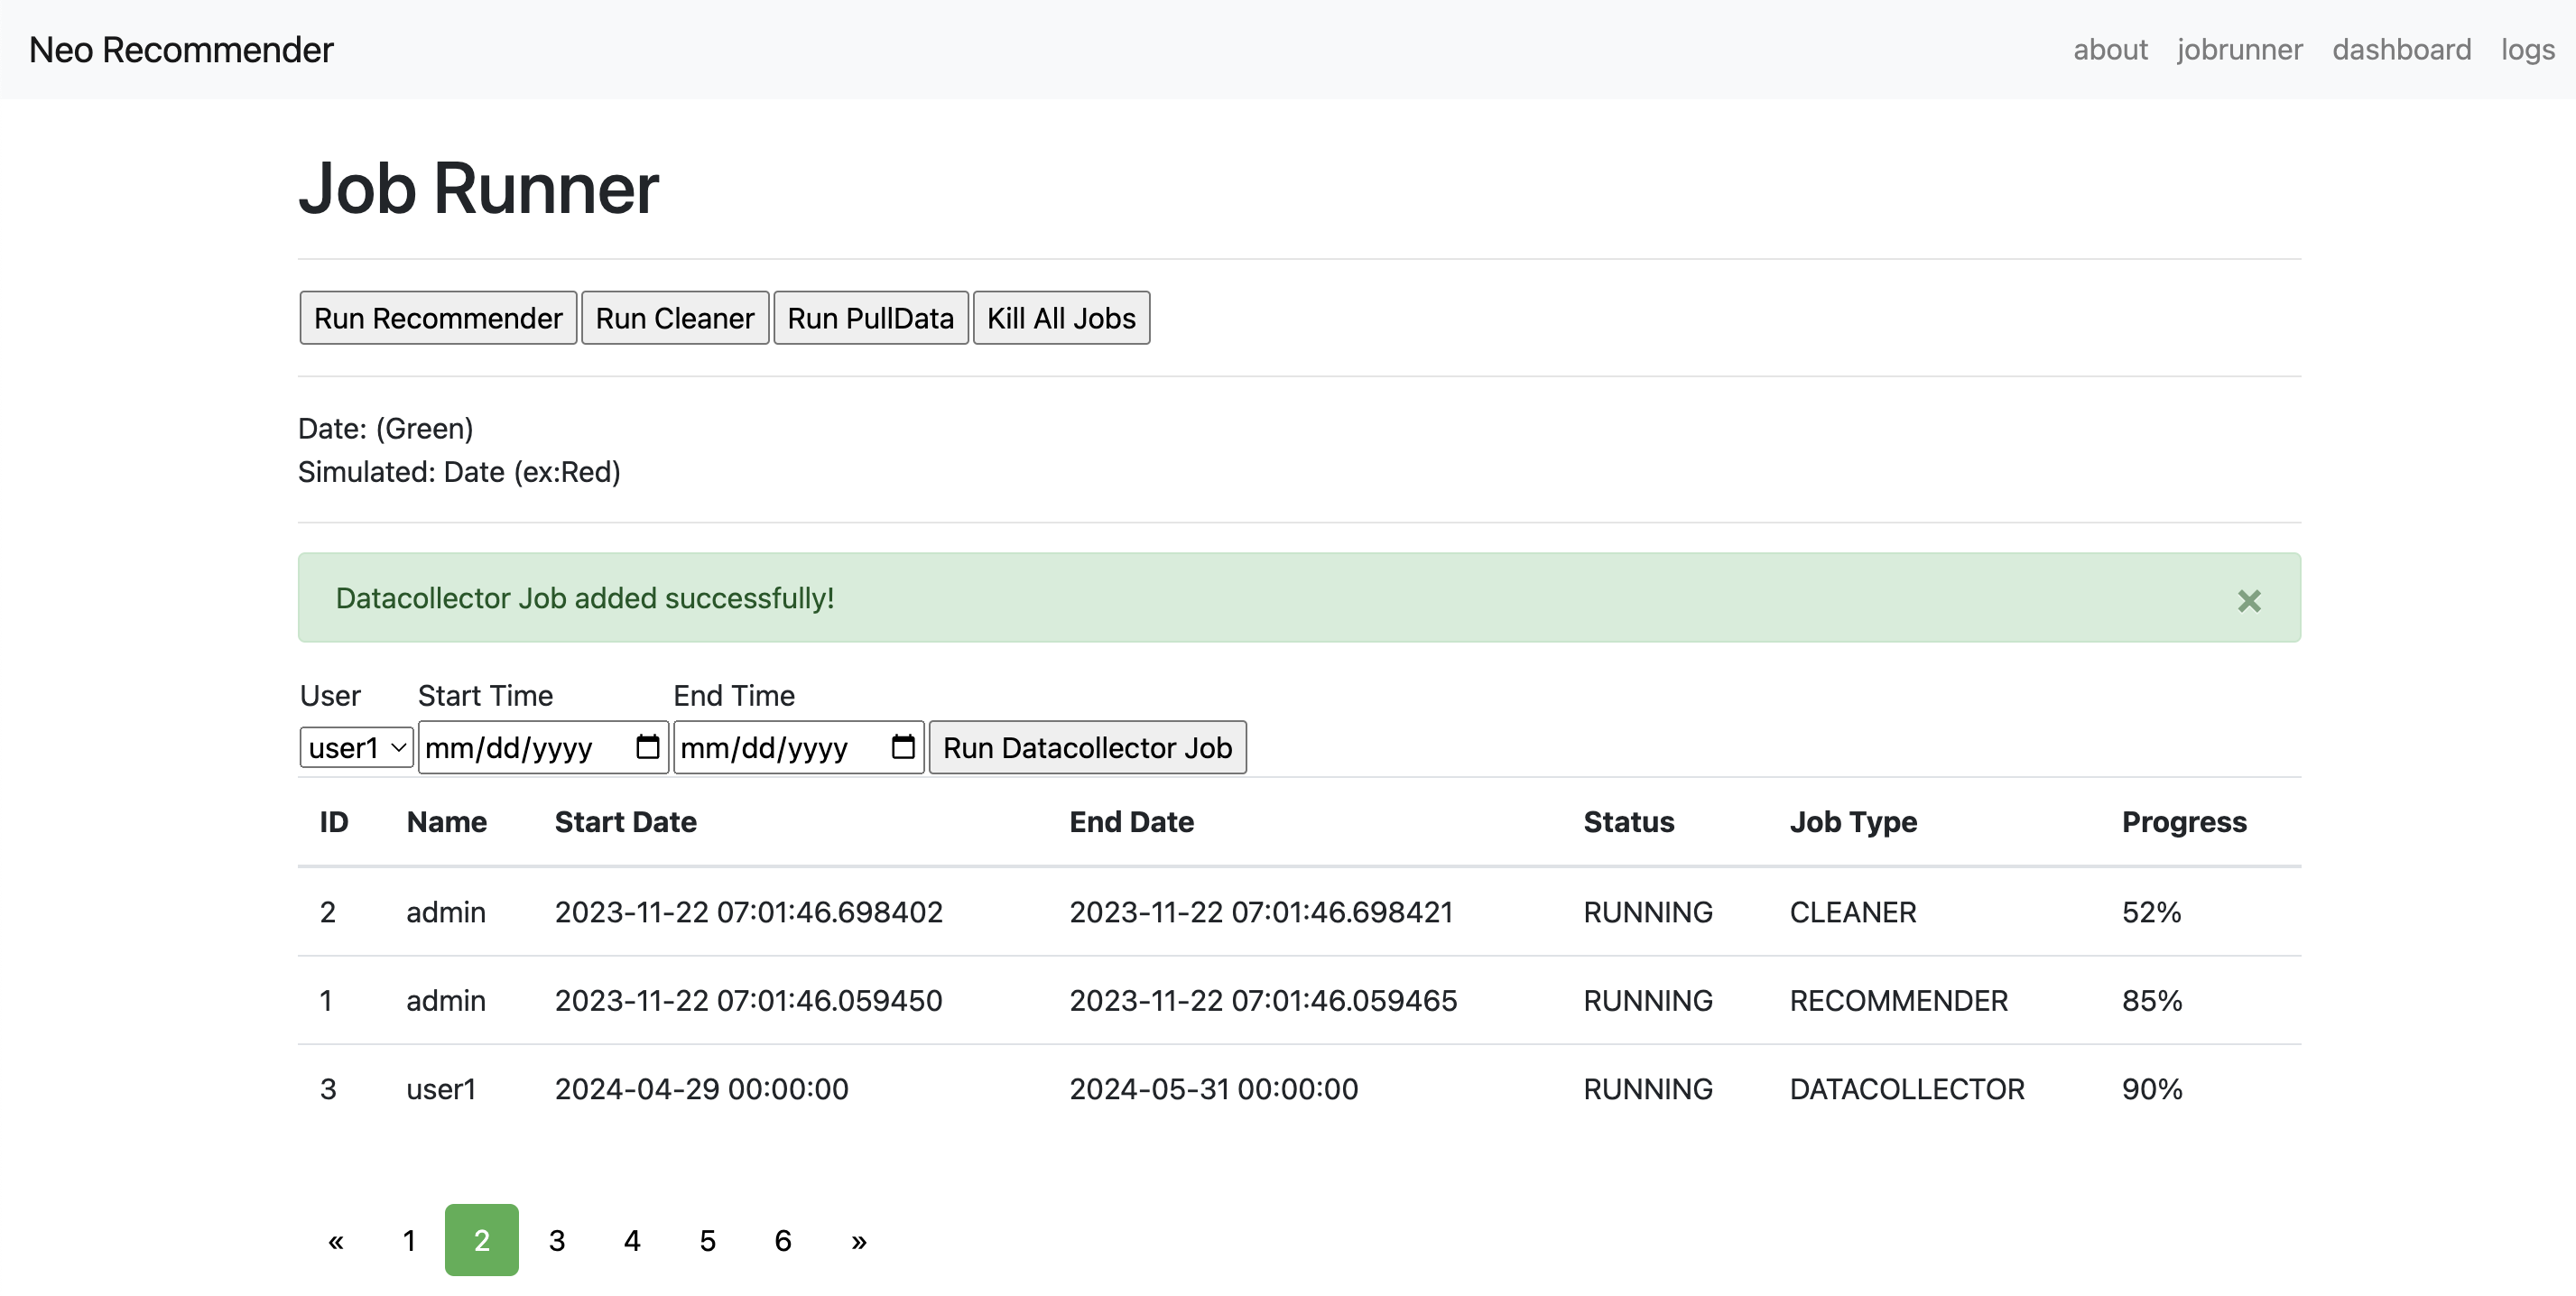 Neo Recommender about jobrunner dashboard logs
Job Runner
Run Recommender Run Cleaner Run PullData Kill All Jobs
Date: (Green)
Simulated: Date (ex:Red)
Datacollector Job added successfully! ×
User Start Time End Time
user1 mm/dd/yyyy mm/dd/yyyy Run Datacollector Job
ID Name Start Date End Date Status Job Type Progress
2 admin 2023-11-22 07:01:46.698402 2023-11-22 07:01:46.698421 RUNNING CLEANER 52%
1 admin 2023-11-22 07:01:46.059450 2023-11-22 07:01:46.059465 RUNNING RECOMMENDER 85%
3 user1 2024-04-29 00:00:00 2024-05-31 00:00:00 RUNNING DATACOLLECTOR 90%
« 1 2 3 4 5 6 »